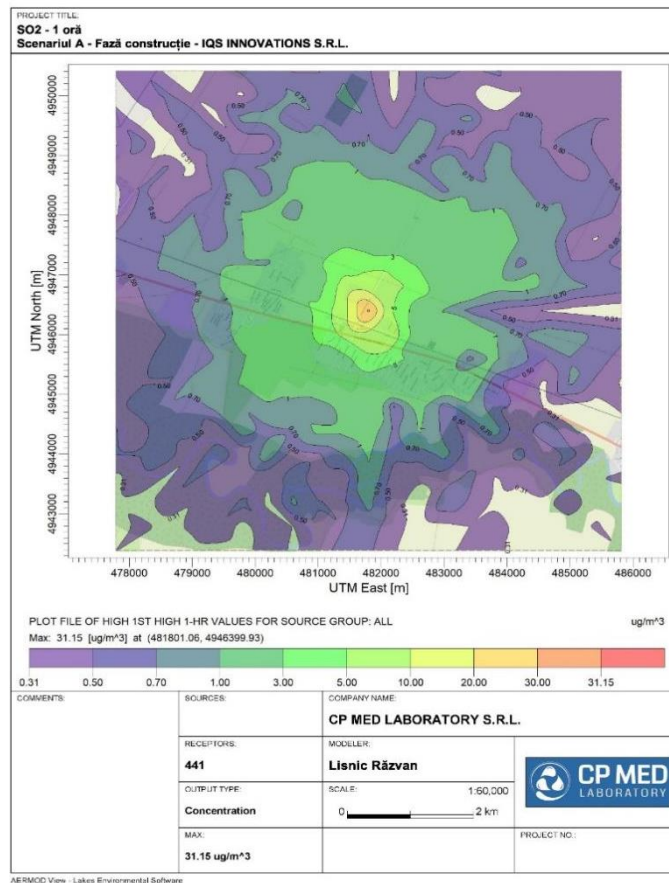 PROJECT TITLE:
SO2 - 1 oră
Scenariul A - Fază construcție - IQS INNOVATIONS S.R.L.
UTM North [m]
4950000
4949000
4948000
4947000
4946000
4945000
4944000
4943000
478000 479000 480000 481000 482000 483000 484000 485000 486000
UTM East [m]
PLOT FILE OF HIGH 1ST HIGH 1-HR VALUES FOR SOURCE GROUP: ALL ug/m^3
Max: 31.15 [ug/m^3] at (481801.06, 4946399.93)
0.31 0.50 0.70 1.00 3.00 5.00 10.00 20.00 30.00 31.15
COMMENTS:
SOURCES:
COMPANY NAME:
CP MED LABORATORY S.R.L.
RECEPTORS:
441
MODELER:
Lisnic Răzvan
OUTPUT TYPE:
Concentration
SCALE: 1:60,000
0 2 km
CP MED
LABORATORY
MAX:
31.15 ug/m^3
PROJECT NO.:
AERMOD View - Lakes Environmental Software